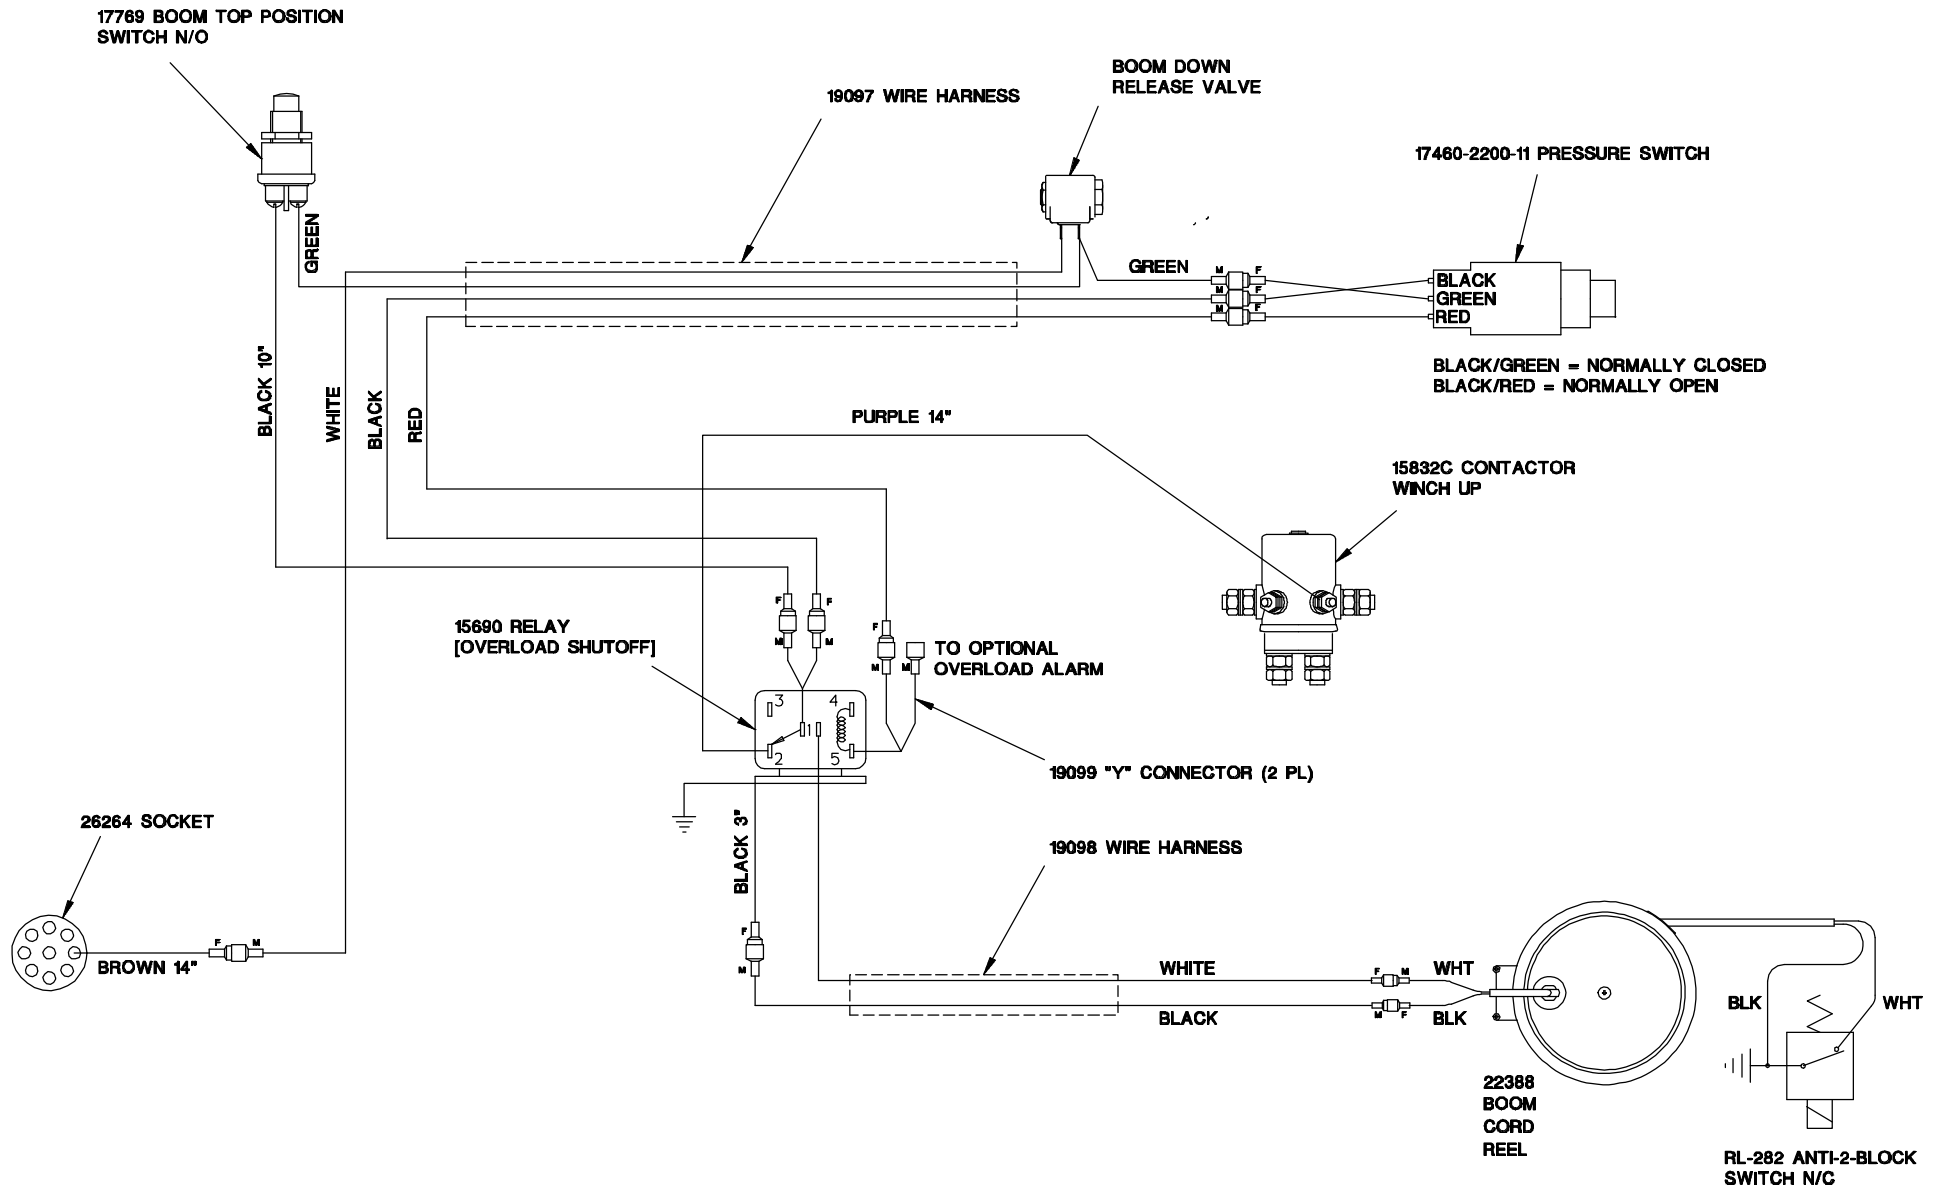 17769 BOOM TOP POSITION
SWITCH N/O
19097 WIRE HARNESS
BOOM DOWN
RELEASE VALVE
17460-2200-11 PRESSURE SWITCH
GREEN
GREEN
M
F
M
F
M
F
BLACK
GREEN
RED
BLACK/GREEN = NORMALLY CLOSED
BLACK/RED = NORMALLY OPEN
BLACK 10"
WHITE
BLACK
RED
PURPLE 14"
15832C CONTACTOR
WINCH UP
15690 RELAY
[OVERLOAD SHUTOFF]
F
F
M
M
F
M
M
TO OPTIONAL
OVERLOAD ALARM
3
4
1
2
5
19099 "Y" CONNECTOR (2 PL)
26264 SOCKET
BLACK 3"
19098 WIRE HARNESS
F
M
BROWN 14"
F
M
WHITE
F
M
WHT
BLACK
M
F
BLK
BLK
WHT
22388
BOOM
CORD
REEL
RL-282 ANTI-2-BLOCK
SWITCH N/C